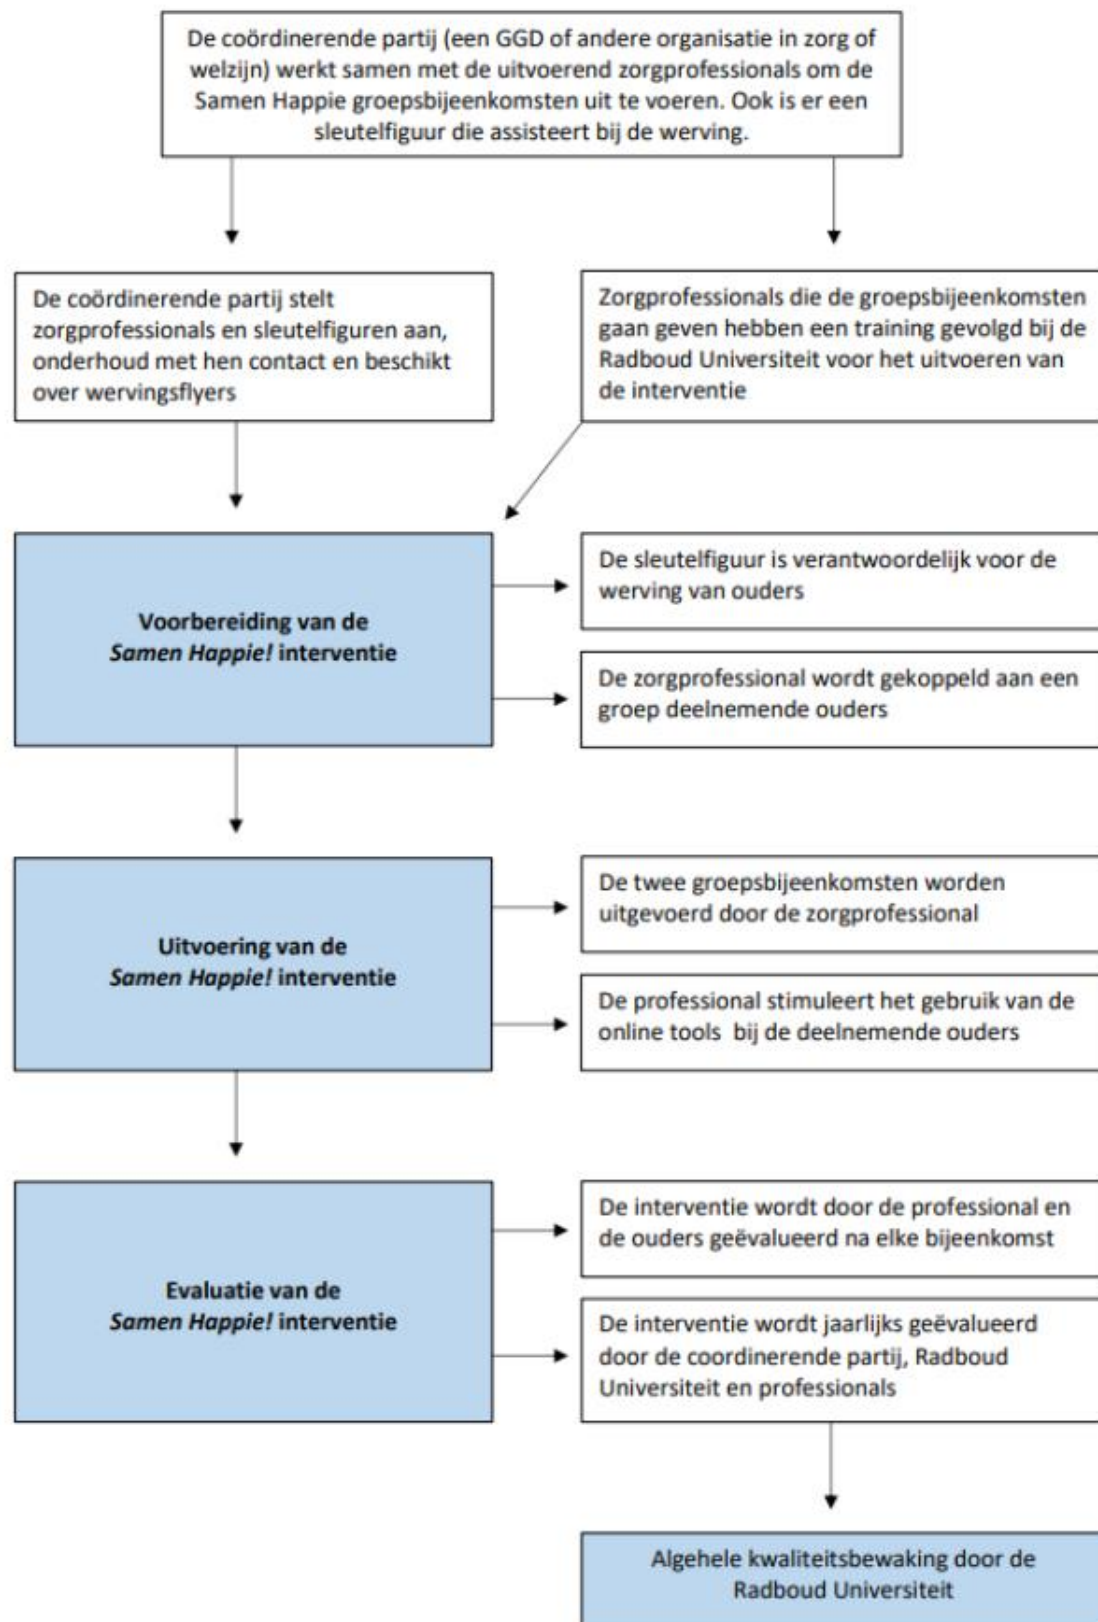 De coördinerende partij (een GGD of andere organisatie in zorg of
welzijn) werkt samen met de uitvoerend zorgprofessionals om de
Samen Happie groepsbijeenkomsten uit te voeren. Ook is er een
sleutelfiguur die assisteert bij de werving.
De coördinerende partij stelt
zorgprofessionals en sleutelfiguren aan,
onderhoud met hen contact en beschikt
over wervingsflyers
Zorgprofessionals die de groepsbijeenkomsten
gaan geven hebben een training gevolgd bij de
Radboud Universiteit voor het uitvoeren van
de interventie
Voorbereiding van de
Samen Happie! interventie
De sleutelfiguur is verantwoordelijk voor de
werving van ouders
De zorgprofessional wordt gekoppeld aan een
groep deelnemende ouders
Uitvoering van de
Samen Happie! interventie
De twee groepsbijeenkomsten worden
uitgevoerd door de zorgprofessional
De professional stimuleert het gebruik van de
online tools bij de deelnemende ouders
Evaluatie van de
Samen Happie! interventie
De interventie wordt door de professional en
de ouders geëvalueerd na elke bijeenkomst
De interventie wordt jaarlijks geëvalueerd
door de coordinerende partij, Radboud
Universiteit en professionals
Algehele kwaliteitsbewaking door de
Radboud Universiteit